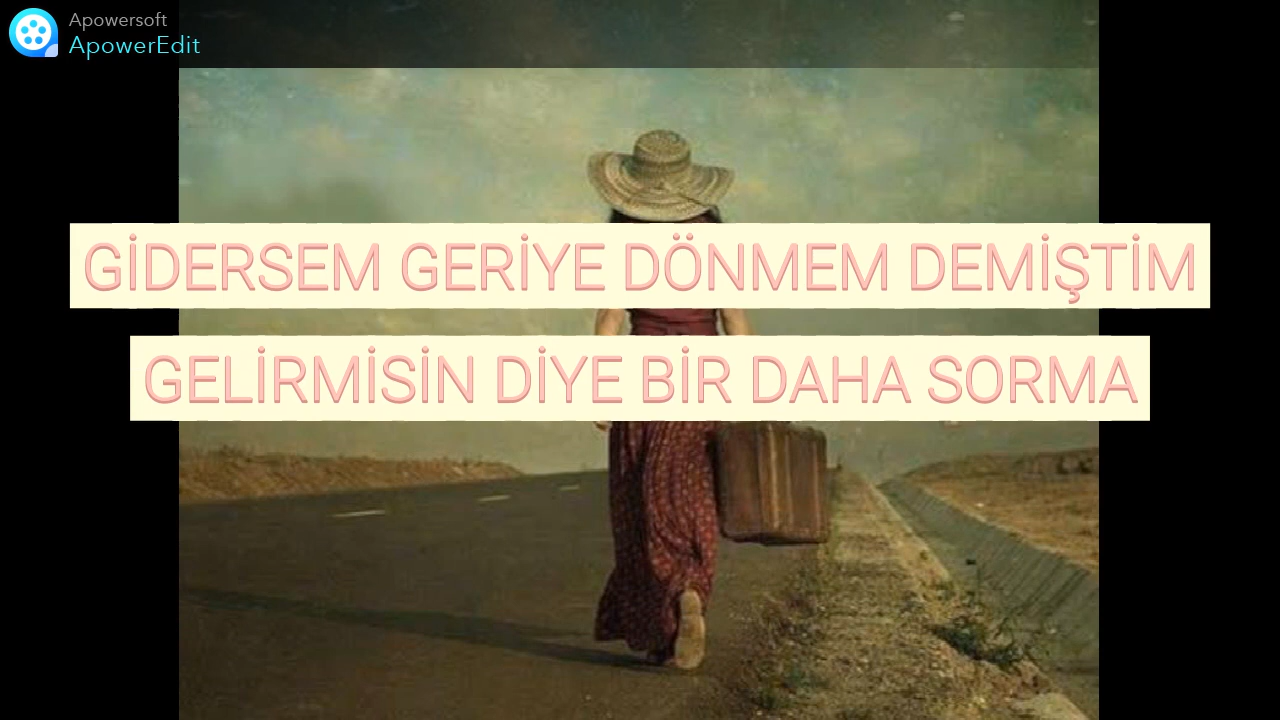 Apowersoft
ApowerEdit
GİDERSEM GERİYE DÖNMEM DEMİŞTİM
GELİRMİSİN DİYE BİR DAHA SORMA